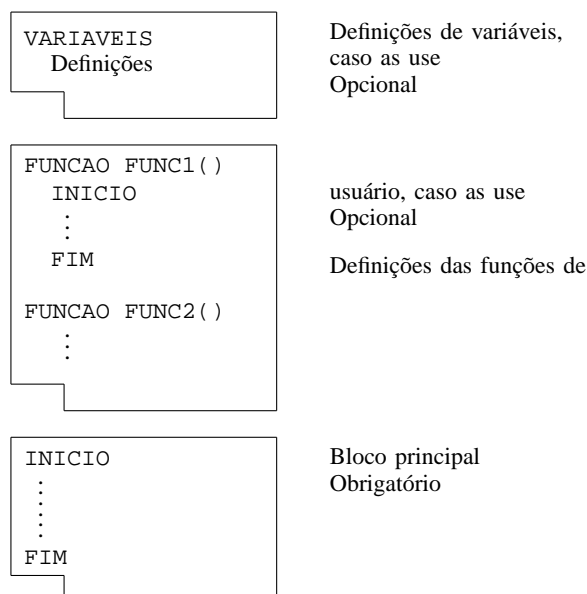 VARIAVEIS
Definições
Definições de variáveis,
caso as use
Opcional
FUNCAO FUNC1()
INICIO
FIM
FUNCAO FUNC2()
usuário, caso as use
Opcional
Definições das funções de
INICIO
FIM
Bloco principal
Obrigatório